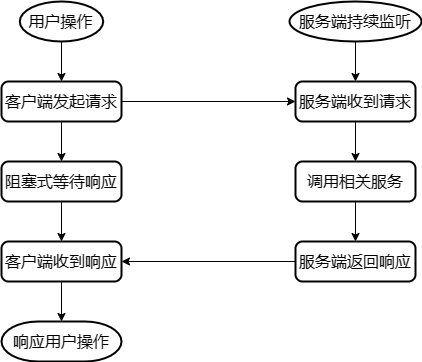 用户操作
服务端持续监听
客户端发起请求
服务端收到请求
阻塞式等待响应
调用相关服务
客户端收到响应
服务端返回响应
响应用户操作